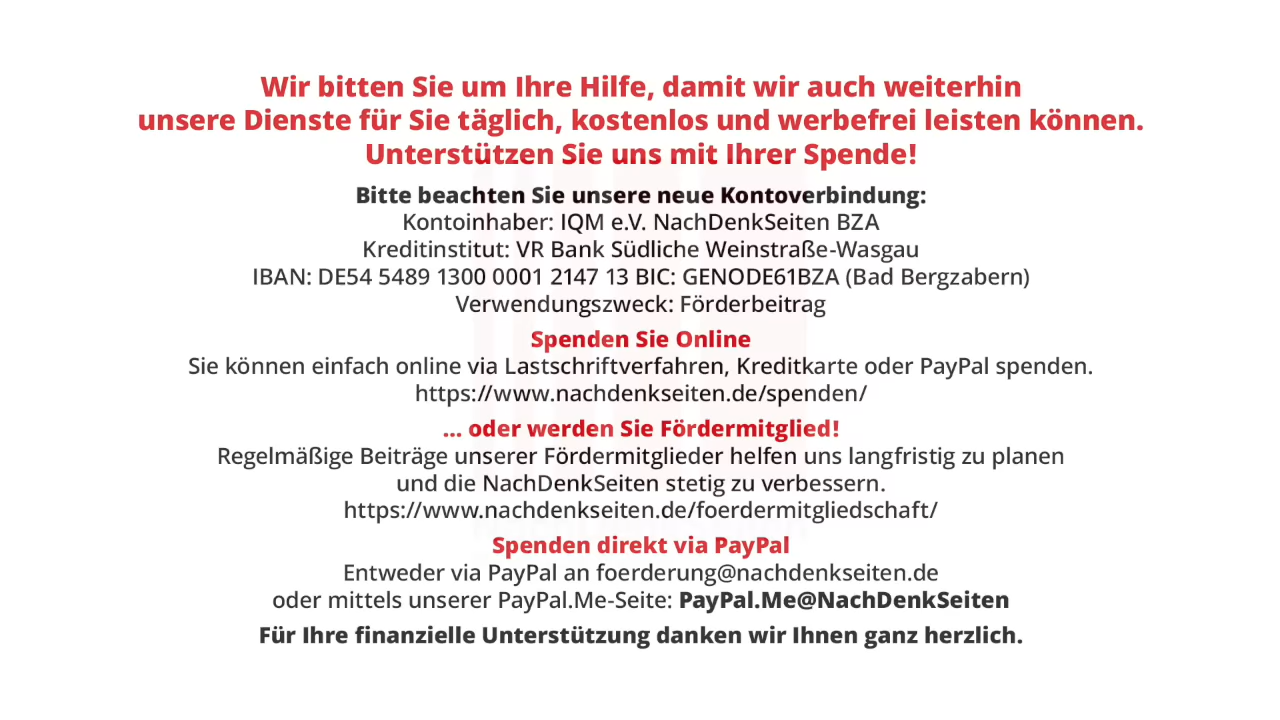 Wir bitten Sie um Ihre Hilfe, damit wir auch weiterhin
unsere Dienste für Sie täglich, kostenlos und werbefrei leisten können.
Unterstützen Sie uns mit Ihrer Spende!
Bitte beachten Sie unsere neue Kontoverbindung:
Kontoinhaber: IQM e.V. NachDenkSeiten BZA
Kreditinstitut: VR Bank Südliche Weinstraße-Wasgau
IBAN: DE54 5489 1300 0001 2147 13 BIC: GENODE61BZA (Bad Bergzabern)
Verwendungszweck: Förderbeitrag
Spenden Sie Online
Sie können einfach online via Lastschriftverfahren, Kreditkarte oder PayPal spenden.
https://www.nachdenkseiten.de/spenden/
... oder werden Sie Fördermitglied!
Regelmäßige Beiträge unserer Fördermitglieder helfen uns langfristig zu planen
und die NachDenkSeiten stetig zu verbessern.
https://www.nachdenkseiten.de/foerdermitgliedschaft/
Spenden direkt via PayPal
Entweder via PayPal an foerderung@nachdenkseiten.de
oder mittels unserer PayPal.Me-Seite: PayPal.Me@NachDenkSeiten
Für Ihre finanzielle Unterstützung danken wir Ihnen ganz herzlich.